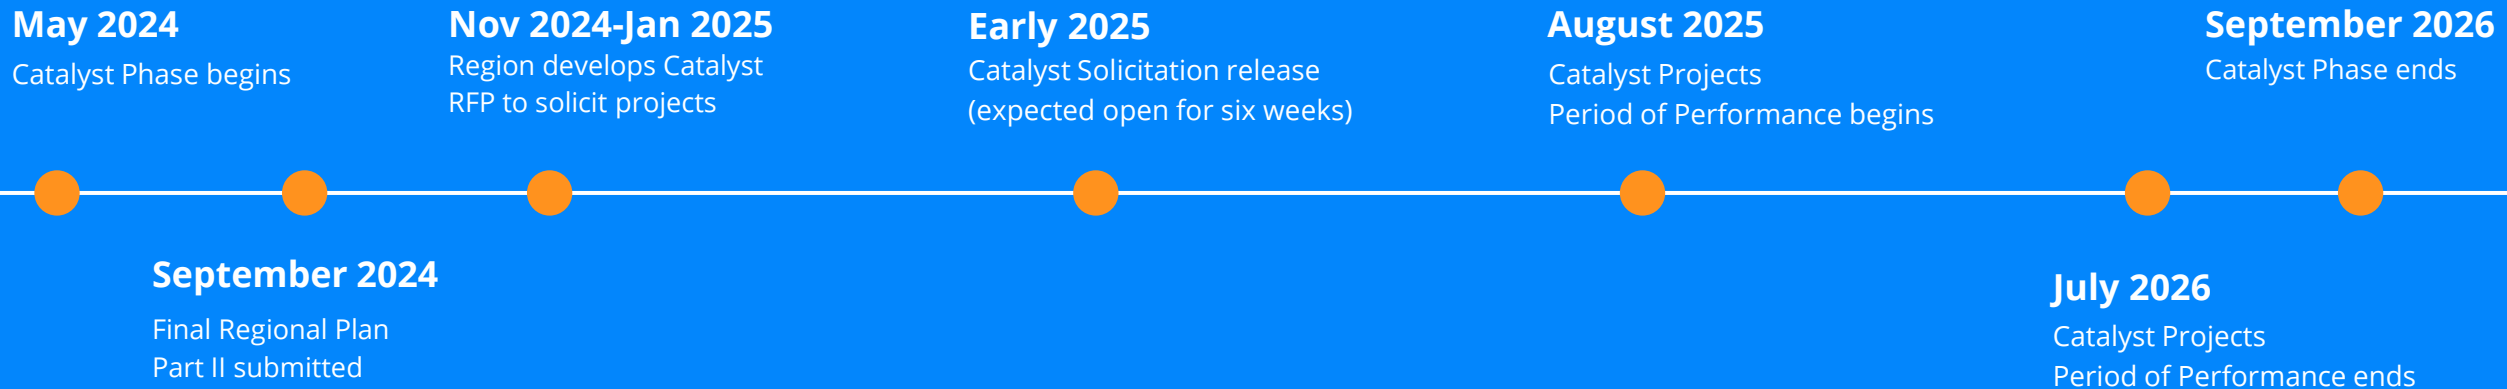 May 2024
Catalyst Phase begins
September 2024
Final Regional Plan
Part II submitted
Nov 2024-Jan 2025
Region develops Catalyst
RFP to solicit projects
Early 2025
Catalyst Solicitation release
(expected open for six weeks)
August 2025
Catalyst Projects
Period of Performance begins
July 2026
Catalyst Projects
Period of Performance ends
September 2026
Catalyst Phase ends